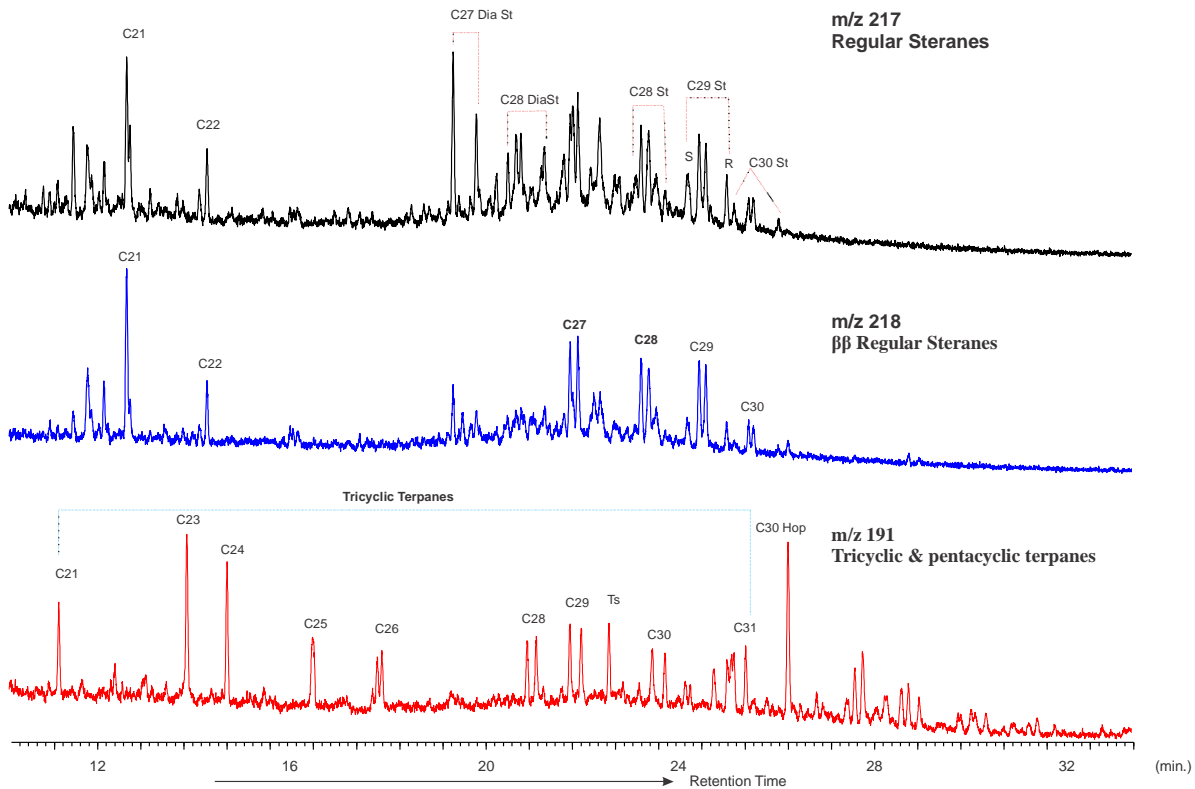 C27 Dia St
m/z 217
Regular Steranes
C21
C28 DiaSt
C28 St
C29 St
C22
S
R
C30 St
C21
m/z 218
ββ Regular Steranes
C27
C28
C29
C22
C30
Tricyclic Terpanes
C23
C30 Hop
m/z 191
Tricyclic & pentacyclic terpanes
C24
C21
C25
C26
C28
C29
Ts
C30
C31
12
16
20
24
28
32
(min.)
Retention Time